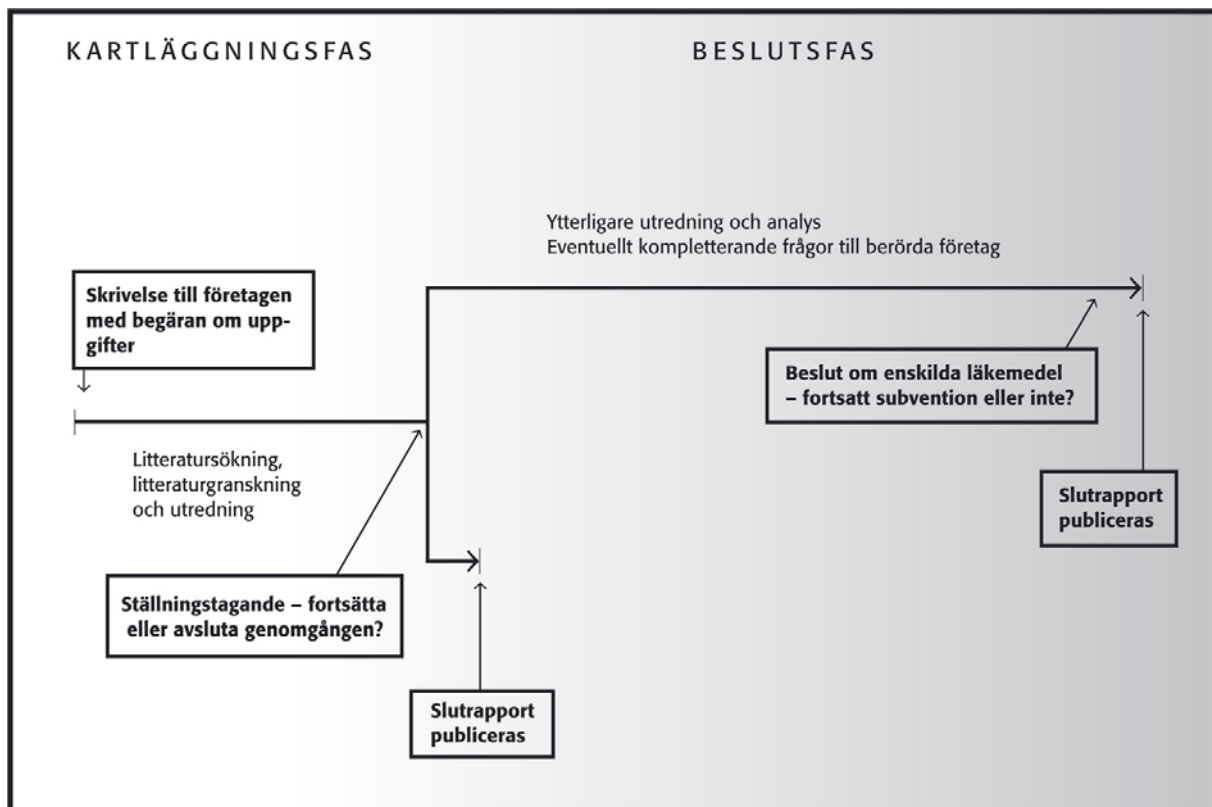 KARTLÄGGNINGSFAS
BESLUTSFAS
Ytterligare utredning och analys
Eventuellt kompletterande frågor till berörda företag
Skrivelse till företagen
med begäran om upp-
gifter
Beslut om enskilda läkemedel
– fortsatt subvention eller inte?
Litteratursökning,
litteraturgranskning
och utredning
Slutrapport
publiceras
Ställningstagande – fortsätta
eller avsluta genomgången?
Slutrapport
publiceras